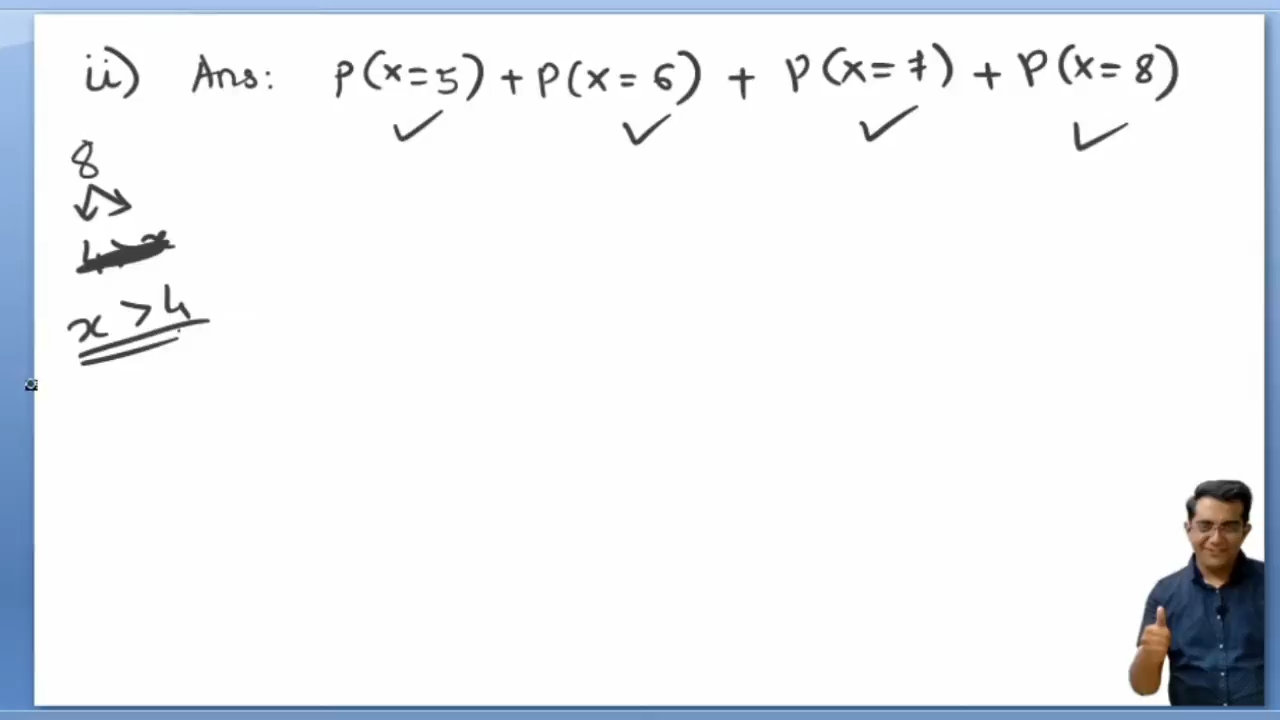 ii) Ans: P(x=5) + P(x=6) + P(x=7) + P(x=8)
8
x > 4